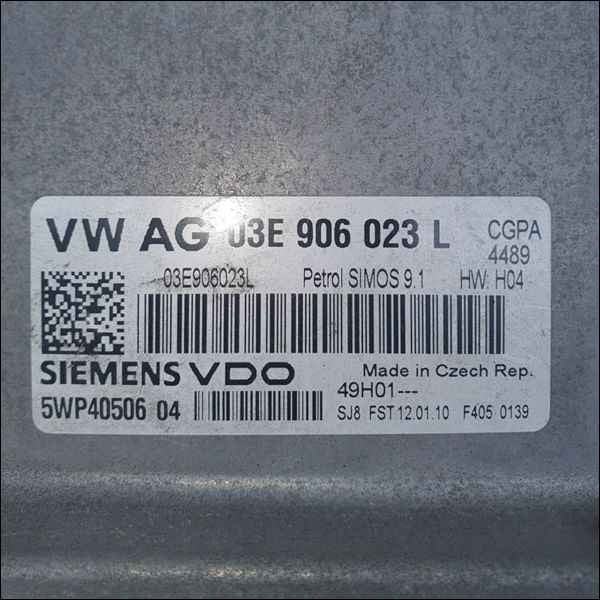 VW AG 03E 906 023 L CGPA
4489
03E906023L Petrol SIMOS 9.1 HW: H04
SIEMENS VDO Made in Czech Rep.
49H01---
5WP40506 04 SJ8 FST 12.01.10 F405 0139